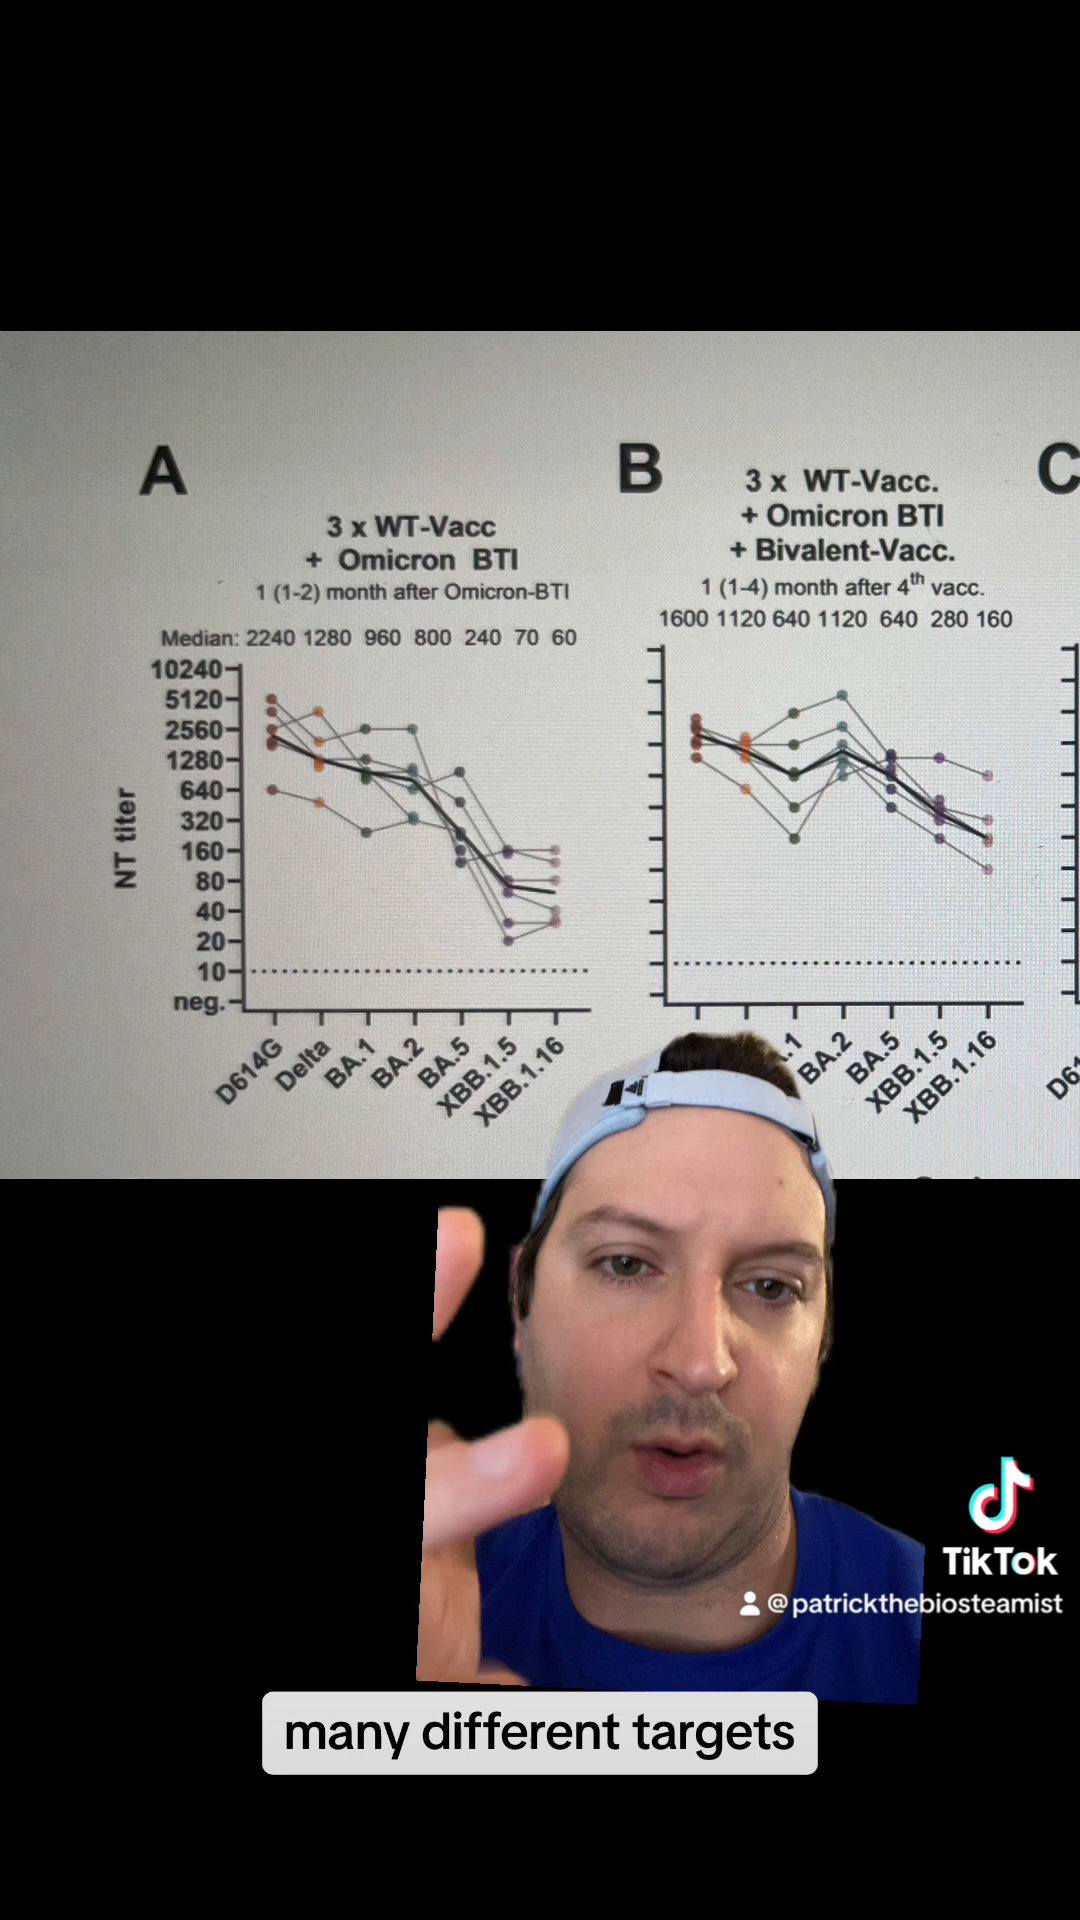 A
3 x WT-Vacc
+ Omicron BTI
1 (1-2) month after Omicron-BTI
Median: 2240 1280 960 800 240 70 60
10240
5120
2560
1280
640
320
160
80
40
20
10
neg.
NT titer
D614G
Delta
BA.1
BA.2
BA.5
XBB.1.5
XBB.1.16
B
3 x WT-Vacc.
+ Omicron BTI
+ Bivalent-Vacc.
1 (1-4) month after 4th vacc.
1600 1120 640 1120 640 280 160
.1
BA.2
BA.5
XBB.1.5
XBB.1.16
C
D6
TikTok
@patrickthebiosteamist
many different targets